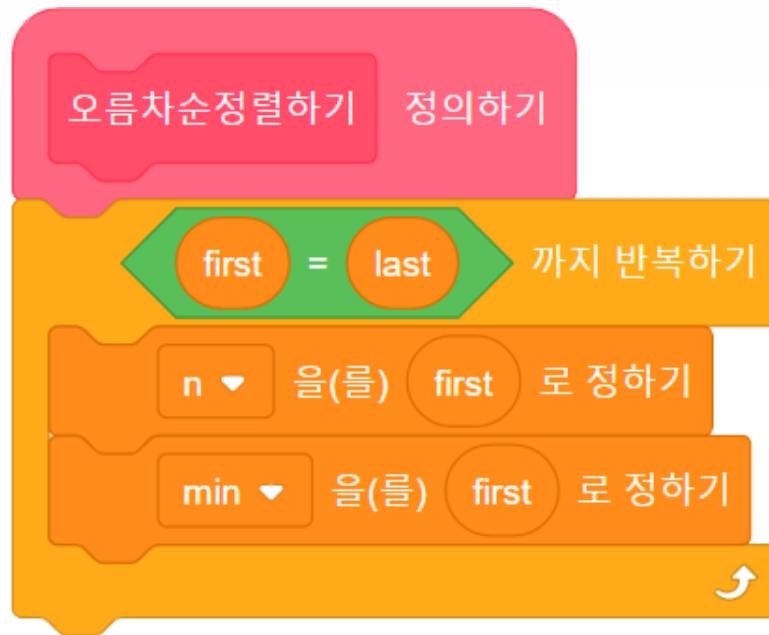 오름차순정렬하기 정의하기
first = last 까지 반복하기
n 을(를) first 로 정하기
min 을(를) first 로 정하기